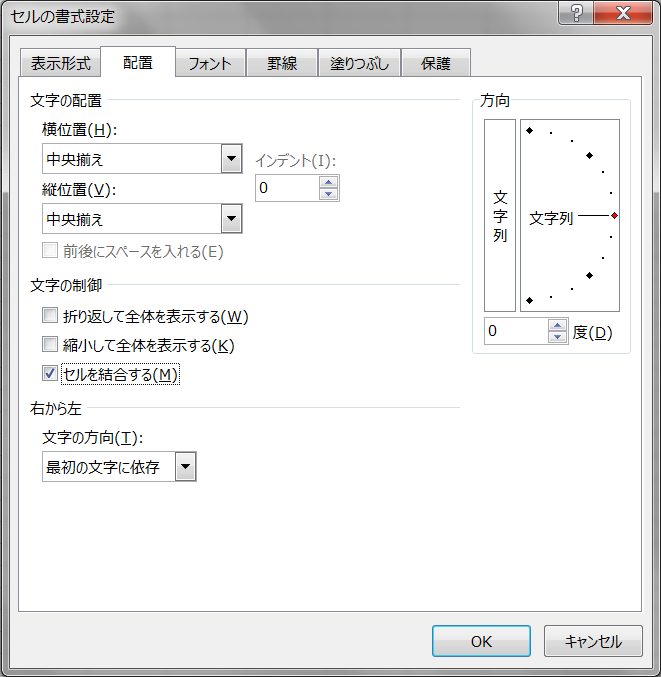 セルの書式設定
表示形式 配置 フォント 罫線 塗りつぶし 保護
文字の配置
横位置(H):
中央揃え
インデント(I):
0
縦位置(V):
中央揃え
前後にスペースを入れる(E)
文字の制御
折り返して全体を表示する(W)
縮小して全体を表示する(K)
セルを結合する(M)
右から左
文字の方向(T):
最初の文字に依存
方向
文字列
文字列
0 度(D)
OK キャンセル